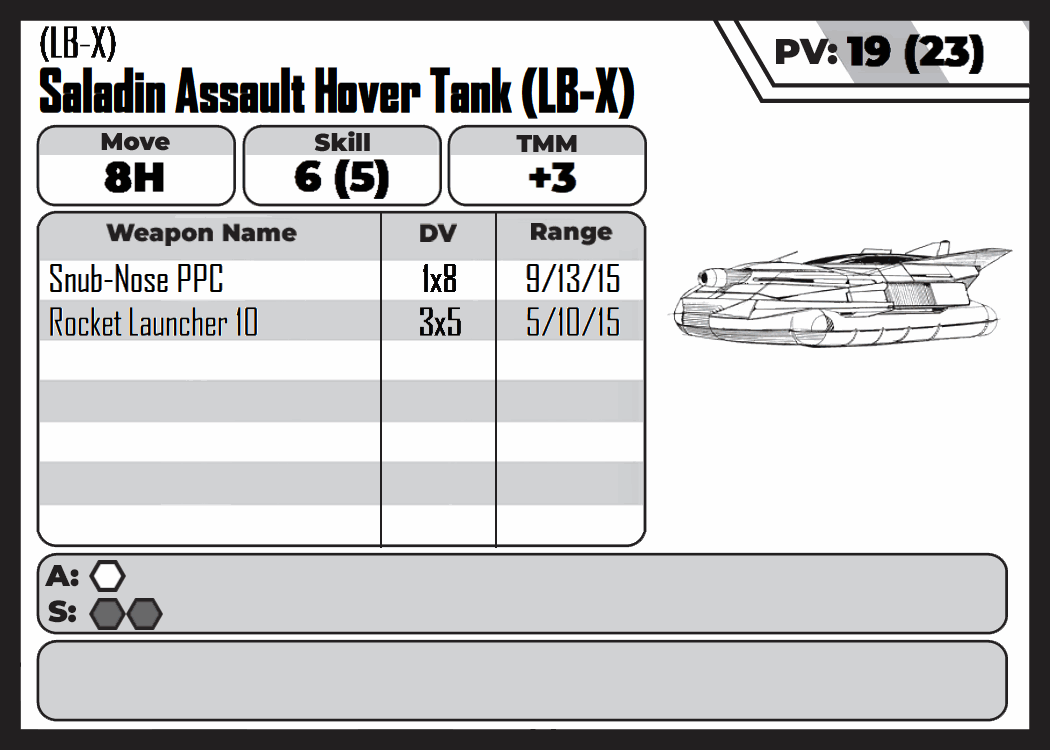 (LB-X)
Saladin Assault Hover Tank (LB-X)
PV: 19 (23)
Move Skill TMM
8H 6 (5) +3
Weapon Name DV Range
Snub-Nose PPC 1x8 9/13/15
Rocket Launcher 10 3x5 5/10/15
A:
S: